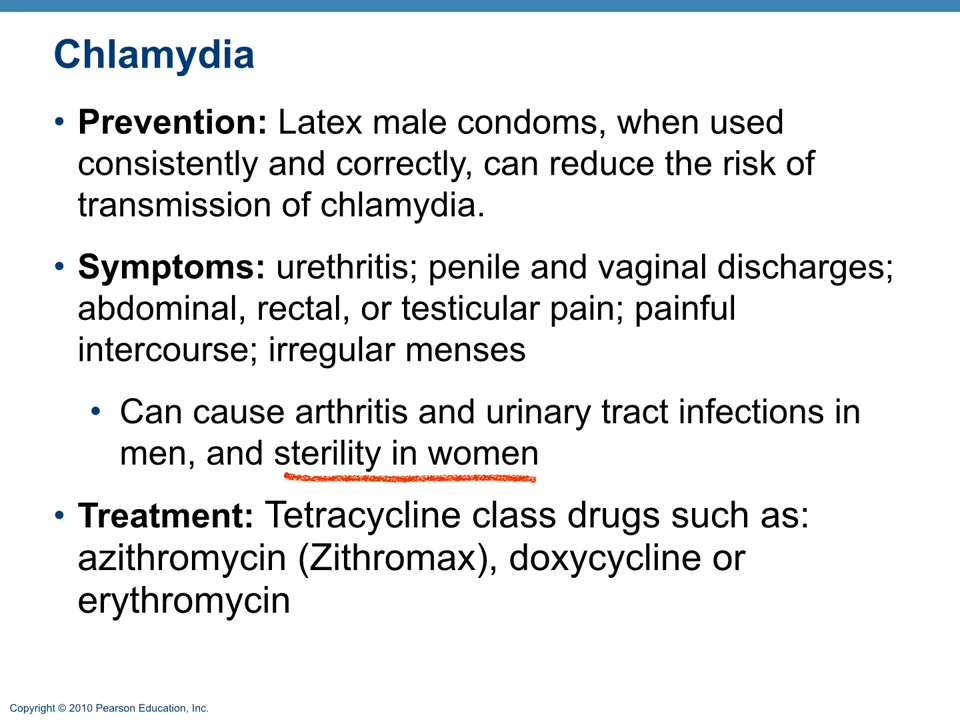 Chlamydia
• Prevention: Latex male condoms, when used
consistently and correctly, can reduce the risk of
transmission of chlamydia.
• Symptoms: urethritis; penile and vaginal discharges;
abdominal, rectal, or testicular pain; painful
intercourse; irregular menses
• Can cause arthritis and urinary tract infections in
men, and sterility in women
• Treatment: Tetracycline class drugs such as:
azithromycin (Zithromax), doxycycline or
erythromycin
Copyright © 2010 Pearson Education, Inc.